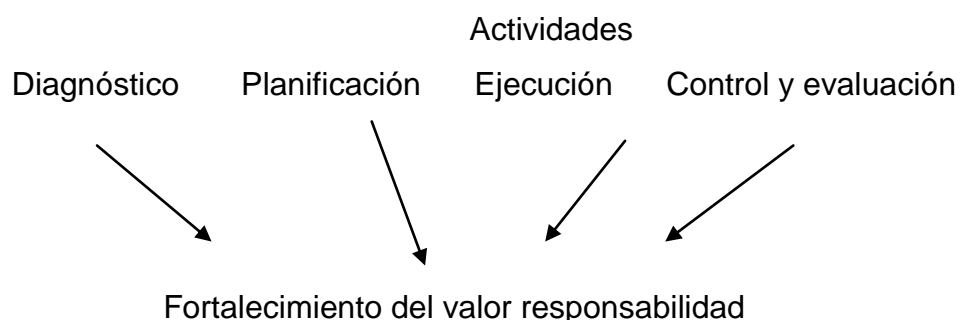 Actividades
Diagnóstico Planificación Ejecución Control y evaluación
Fortalecimiento del valor responsabilidad